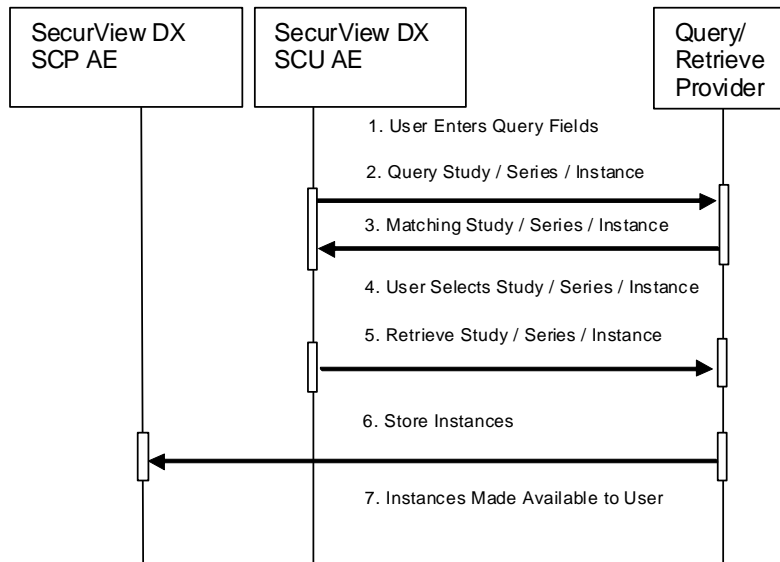 SecurView DX
SCP AE
SecurView DX
SCU AE
Query/
Retrieve
Provider
1. User Enters Query Fields
2. Query Study / Series / Instance
3. Matching Study / Series / Instance
4. User Selects Study / Series / Instance
5. Retrieve Study / Series / Instance
6. Store Instances
7. Instances Made Available to User